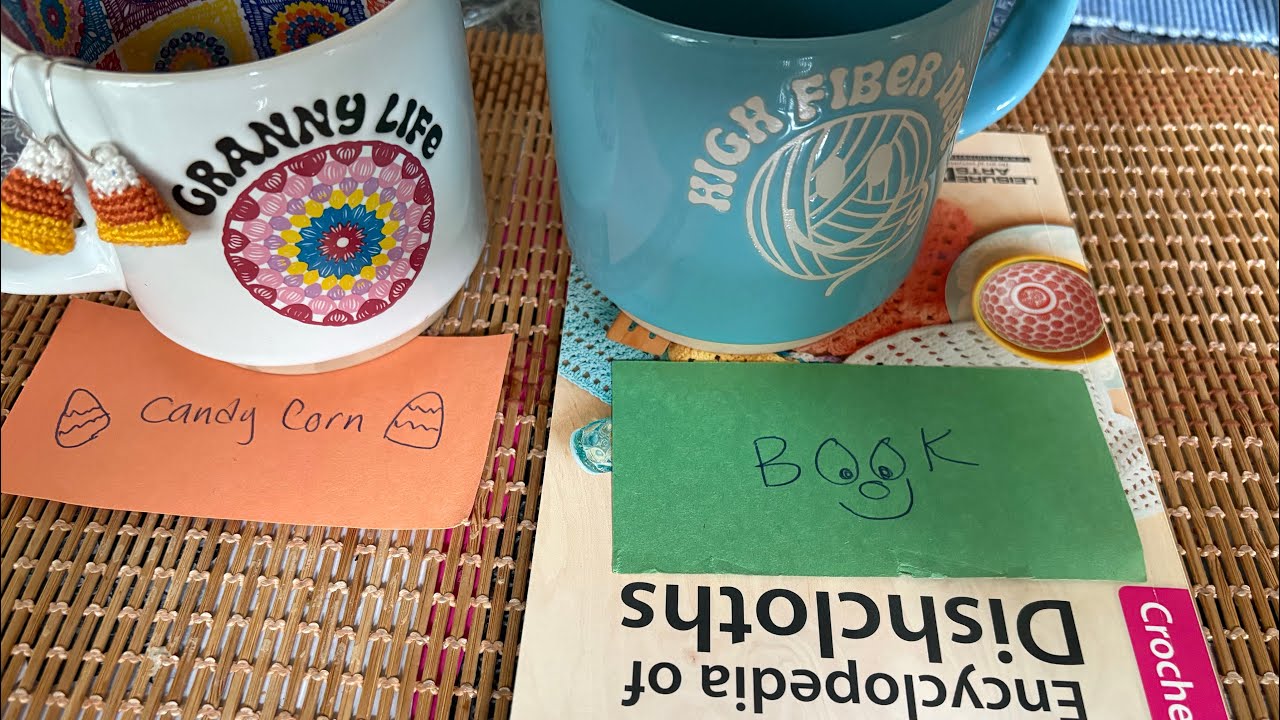 GRANNY LIFE
HIGH FIBER
LEISURE
ARTS
Candy Corn
BOOK
Encyclopedia of
Dishcloths
Croche